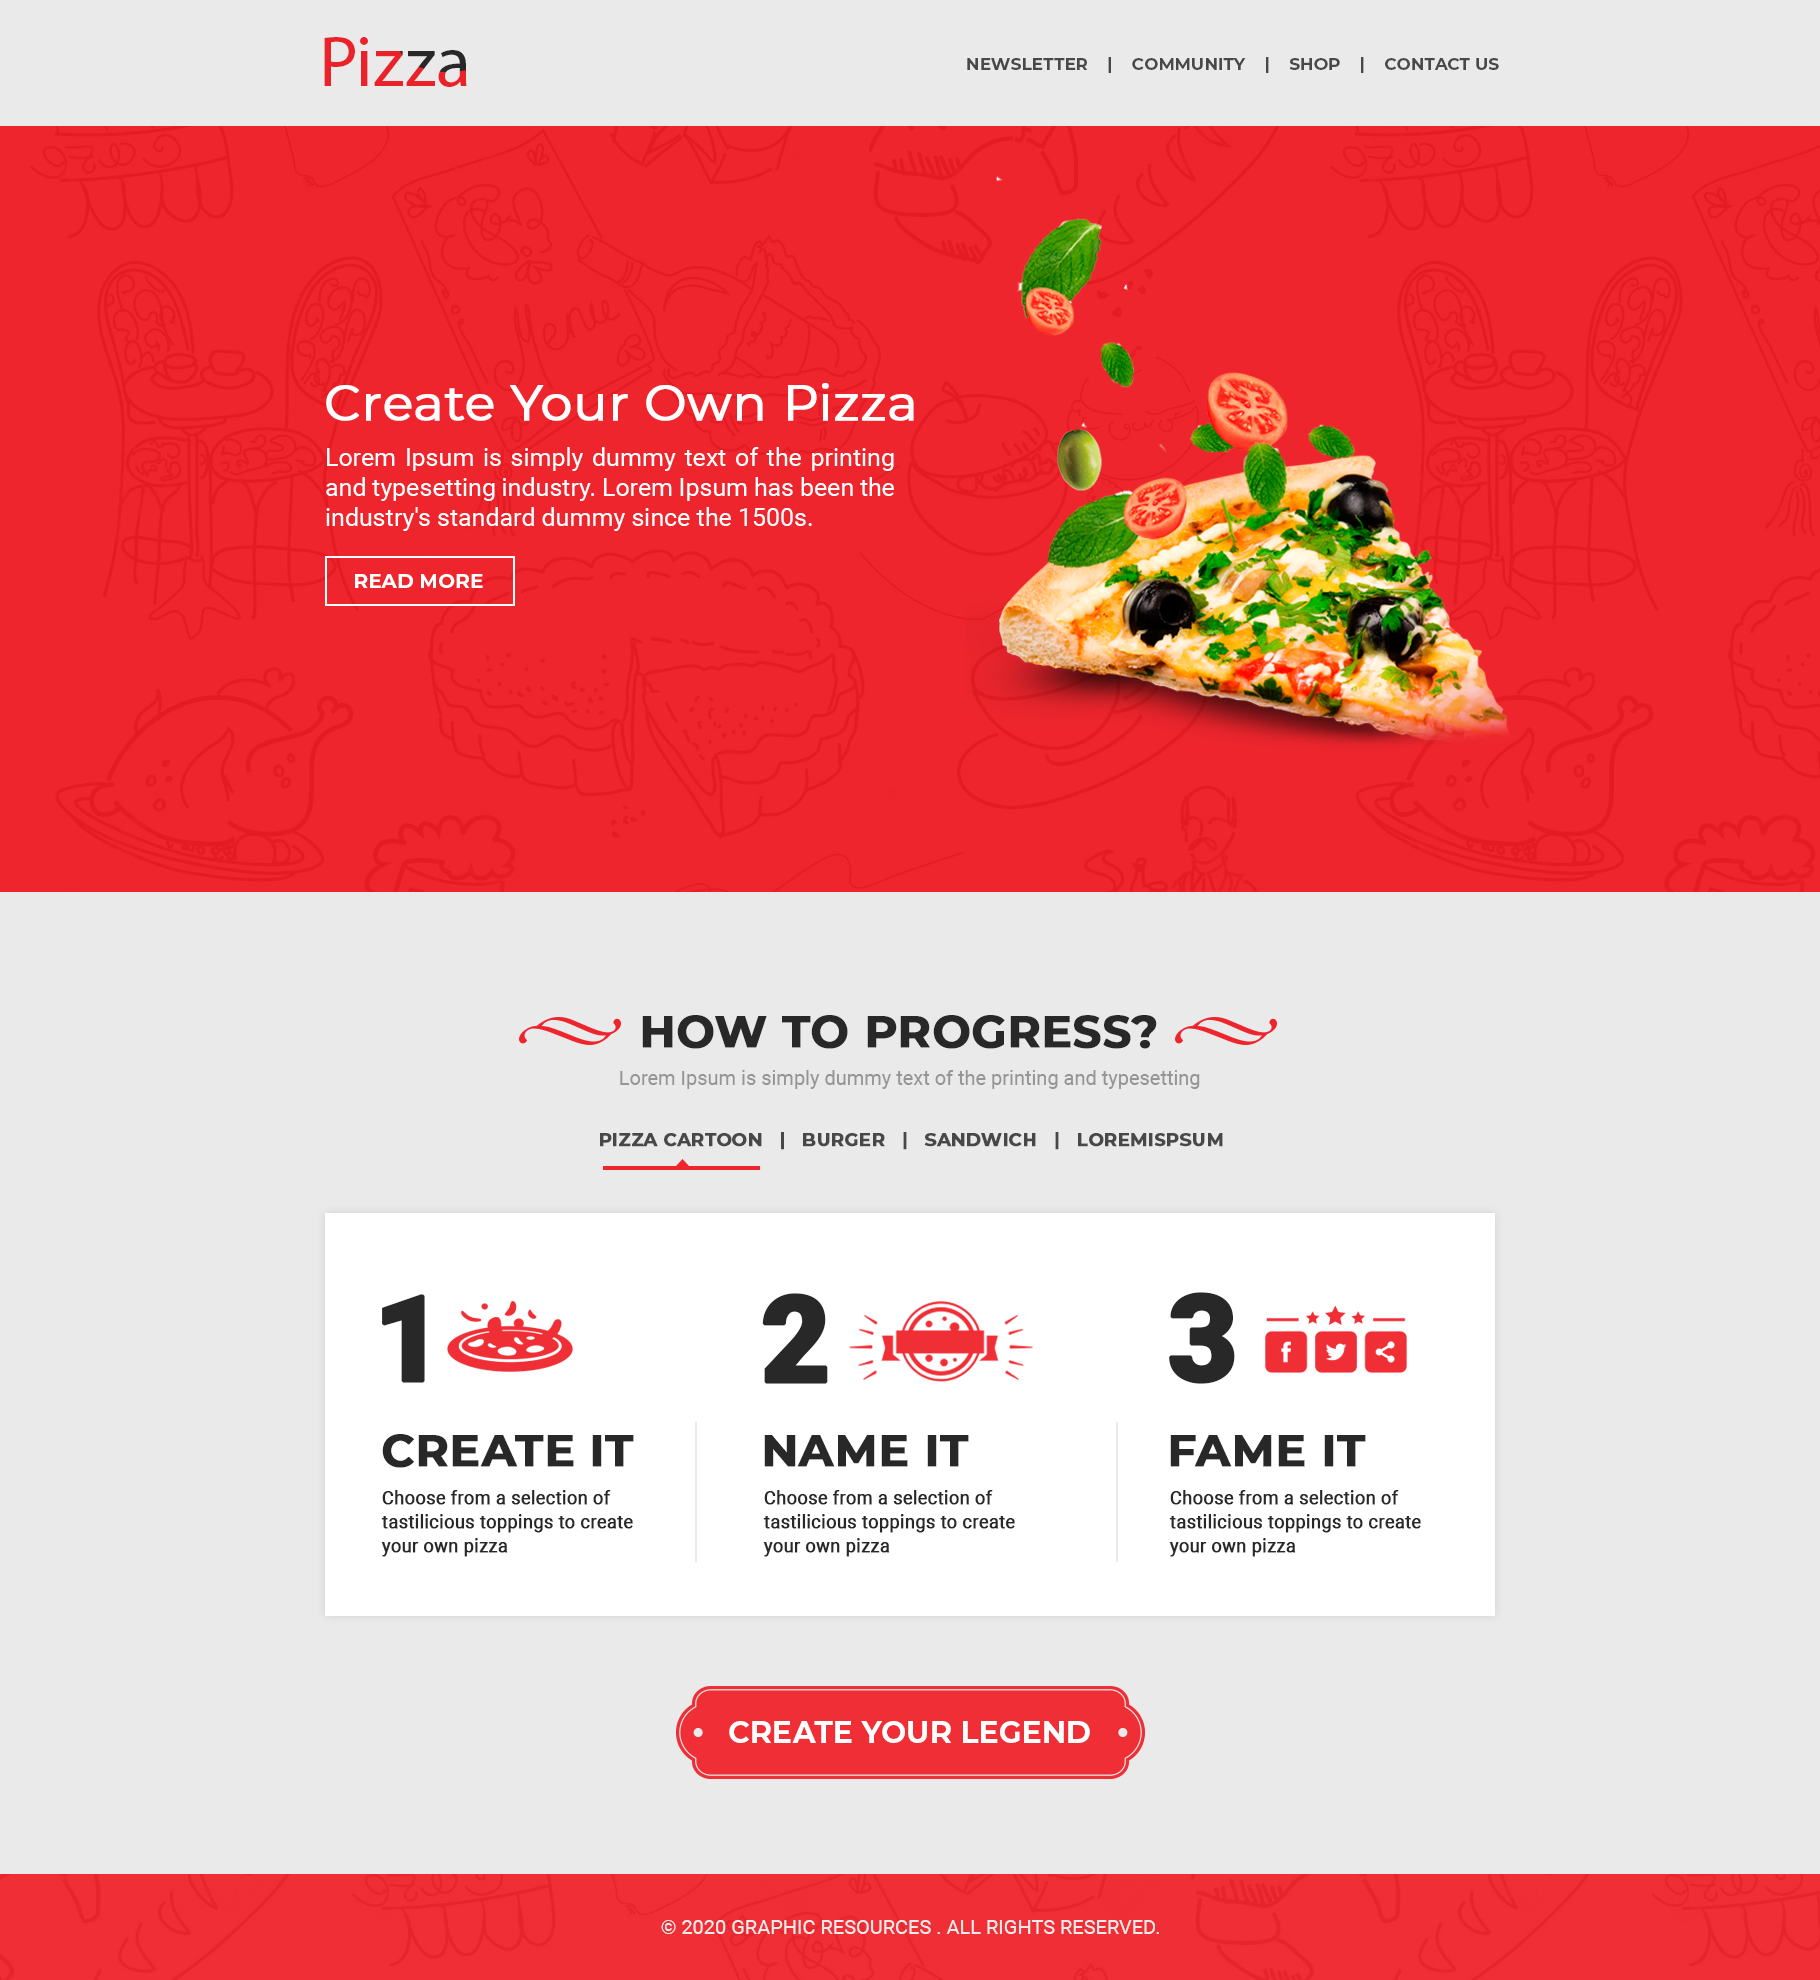 Pizza
NEWSLETTER | COMMUNITY | SHOP | CONTACT US
Menu
Create Your Own Pizza
Lorem Ipsum is simply dummy text of the printing
and typesetting industry. Lorem Ipsum has been the
industry's standard dummy since the 1500s.
READ MORE
HOW TO PROGRESS?
Lorem Ipsum is simply dummy text of the printing and typesetting
PIZZA CARTOON | BURGER | SANDWICH | LOREMISPSUM
1
2
3
CREATE IT
Choose from a selection of
tastilicious toppings to create
your own pizza
NAME IT
Choose from a selection of
tastilicious toppings to create
your own pizza
FAME IT
Choose from a selection of
tastilicious toppings to create
your own pizza
CREATE YOUR LEGEND
© 2020 GRAPHIC RESOURCES . ALL RIGHTS RESERVED.